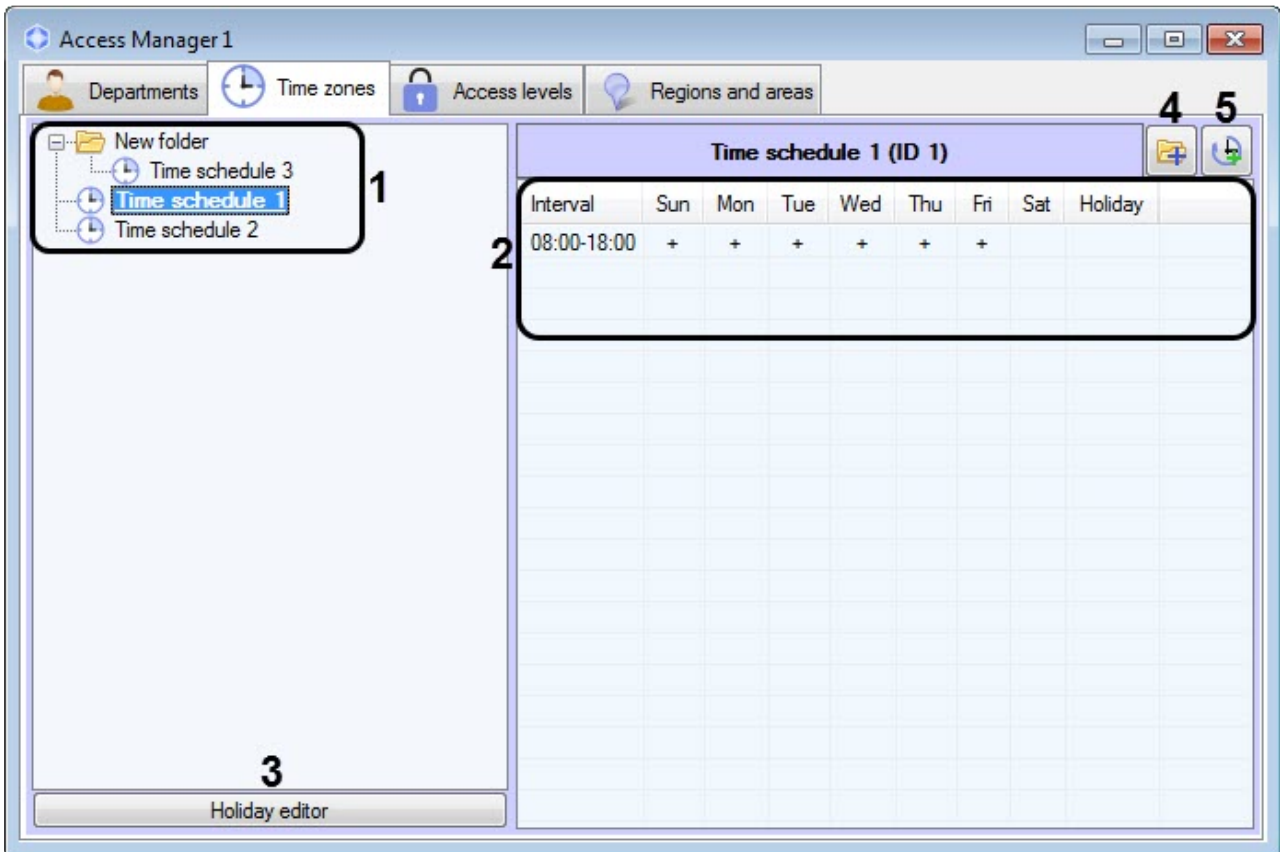 Access Manager 1
Departments Time zones Access levels Regions and areas
4 5
New folder
Time schedule 3
Time schedule 1
Time schedule 2
1
Time schedule 1 (ID 1)
2
Interval Sun Mon Tue Wed Thu Fri Sat Holiday
08:00-18:00 + + + + + +
3
Holiday editor